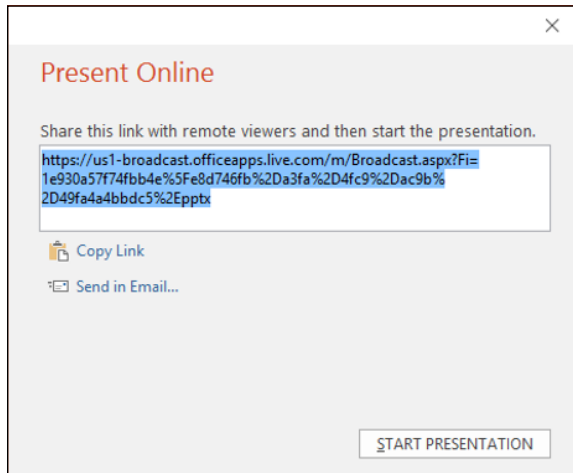 Present Online
Share this link with remote viewers and then start the presentation.
https://us1-broadcast.officeapps.live.com/m/Broadcast.aspx?Fi=
1e930a57f74fbb4e%5Fe8d746fb%2Da3fa%2D4fc9%2Dac9b%
2D49fa4a4bbdc5%2Epptx
Copy Link
Send in Email...
START PRESENTATION